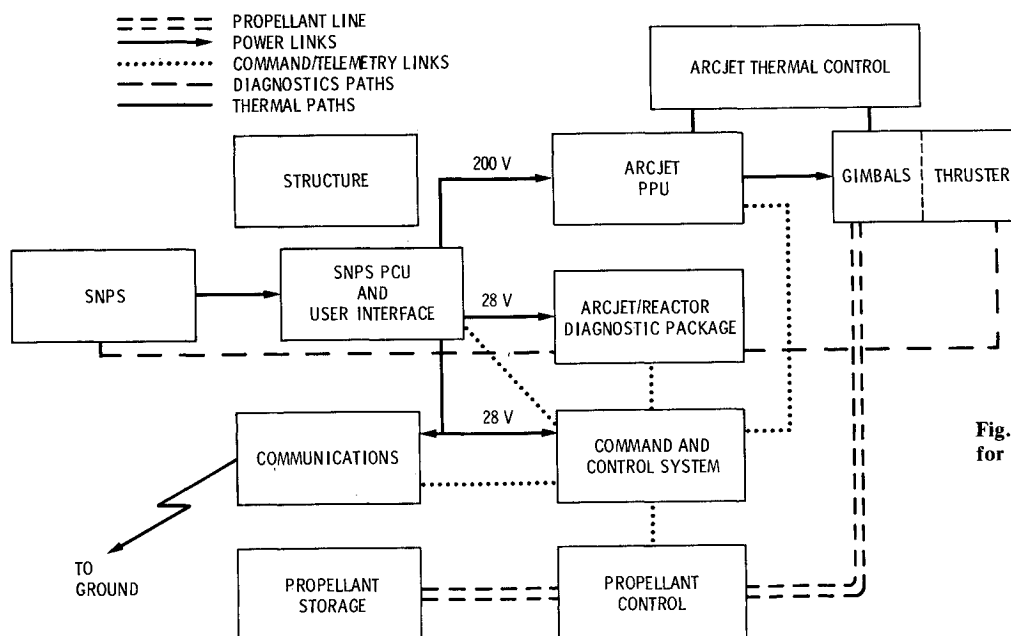 PROPELLANT LINE
POWER LINKS
COMMAND/TELEMETRY LINKS
DIAGNOSTICS PATHS
THERMAL PATHS
ARCJET THERMAL CONTROL
STRUCTURE
200 V
ARCJET
PPU
GIMBALS
THRUSTER
SNPS
SNPS PCU
AND
USER INTERFACE
28 V
ARCJET/REACTOR
DIAGNOSTIC PACKAGE
28 V
COMMUNICATIONS
COMMAND AND
CONTROL SYSTEM
Fig.
for
TO
GROUND
PROPELLANT
STORAGE
PROPELLANT
CONTROL